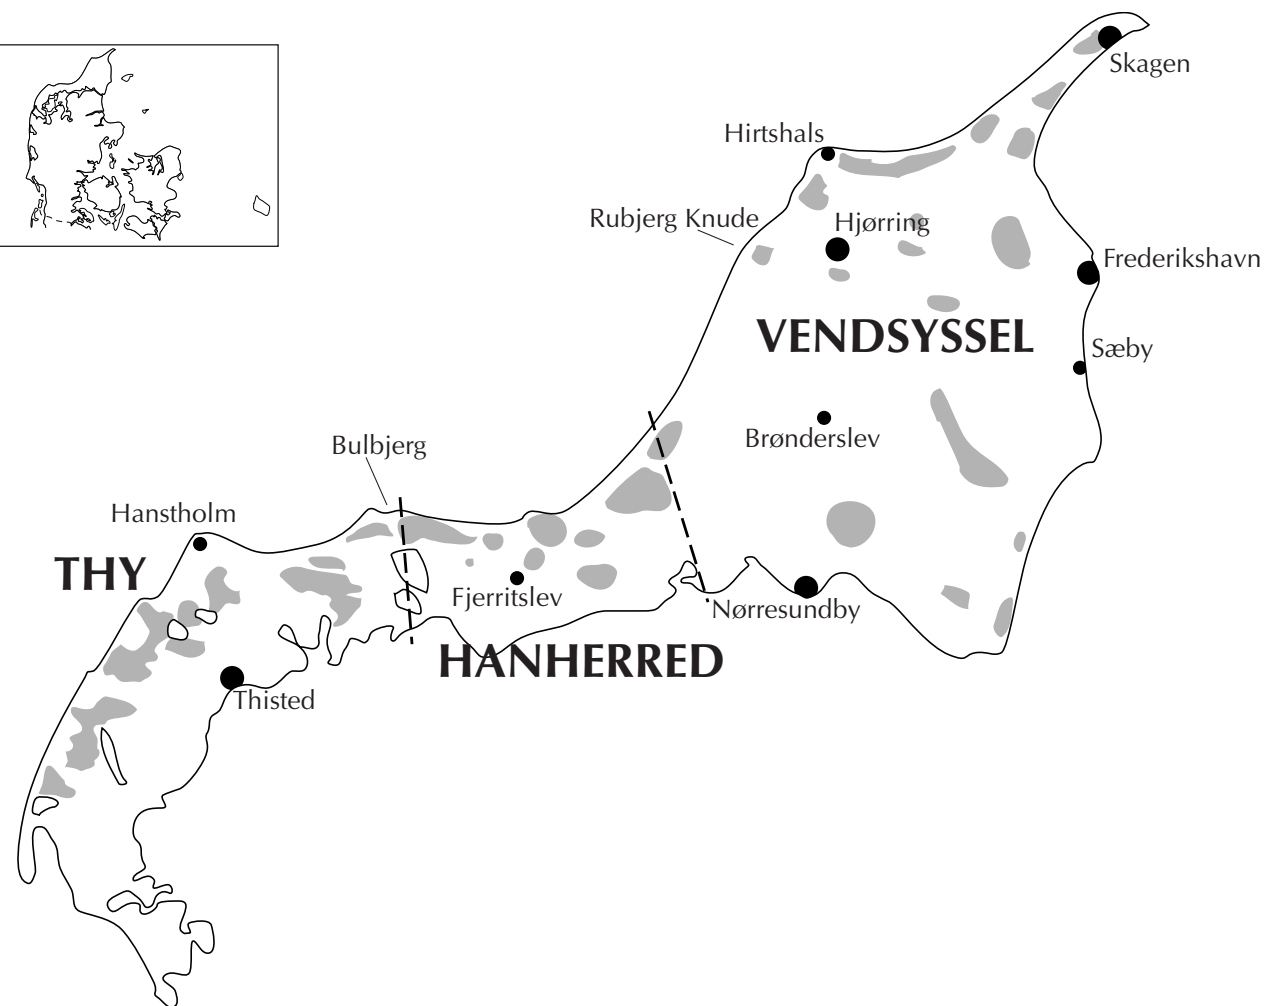 Skagen
Hirtshals
Rubjerg Knude
Hjørring
Frederikshavn
VENDSYSSEL
Sæby
Brønderslev
Bulbjerg
Hanstholm
THY
Fjerritslev
Nørresundby
HANHERRED
Thisted